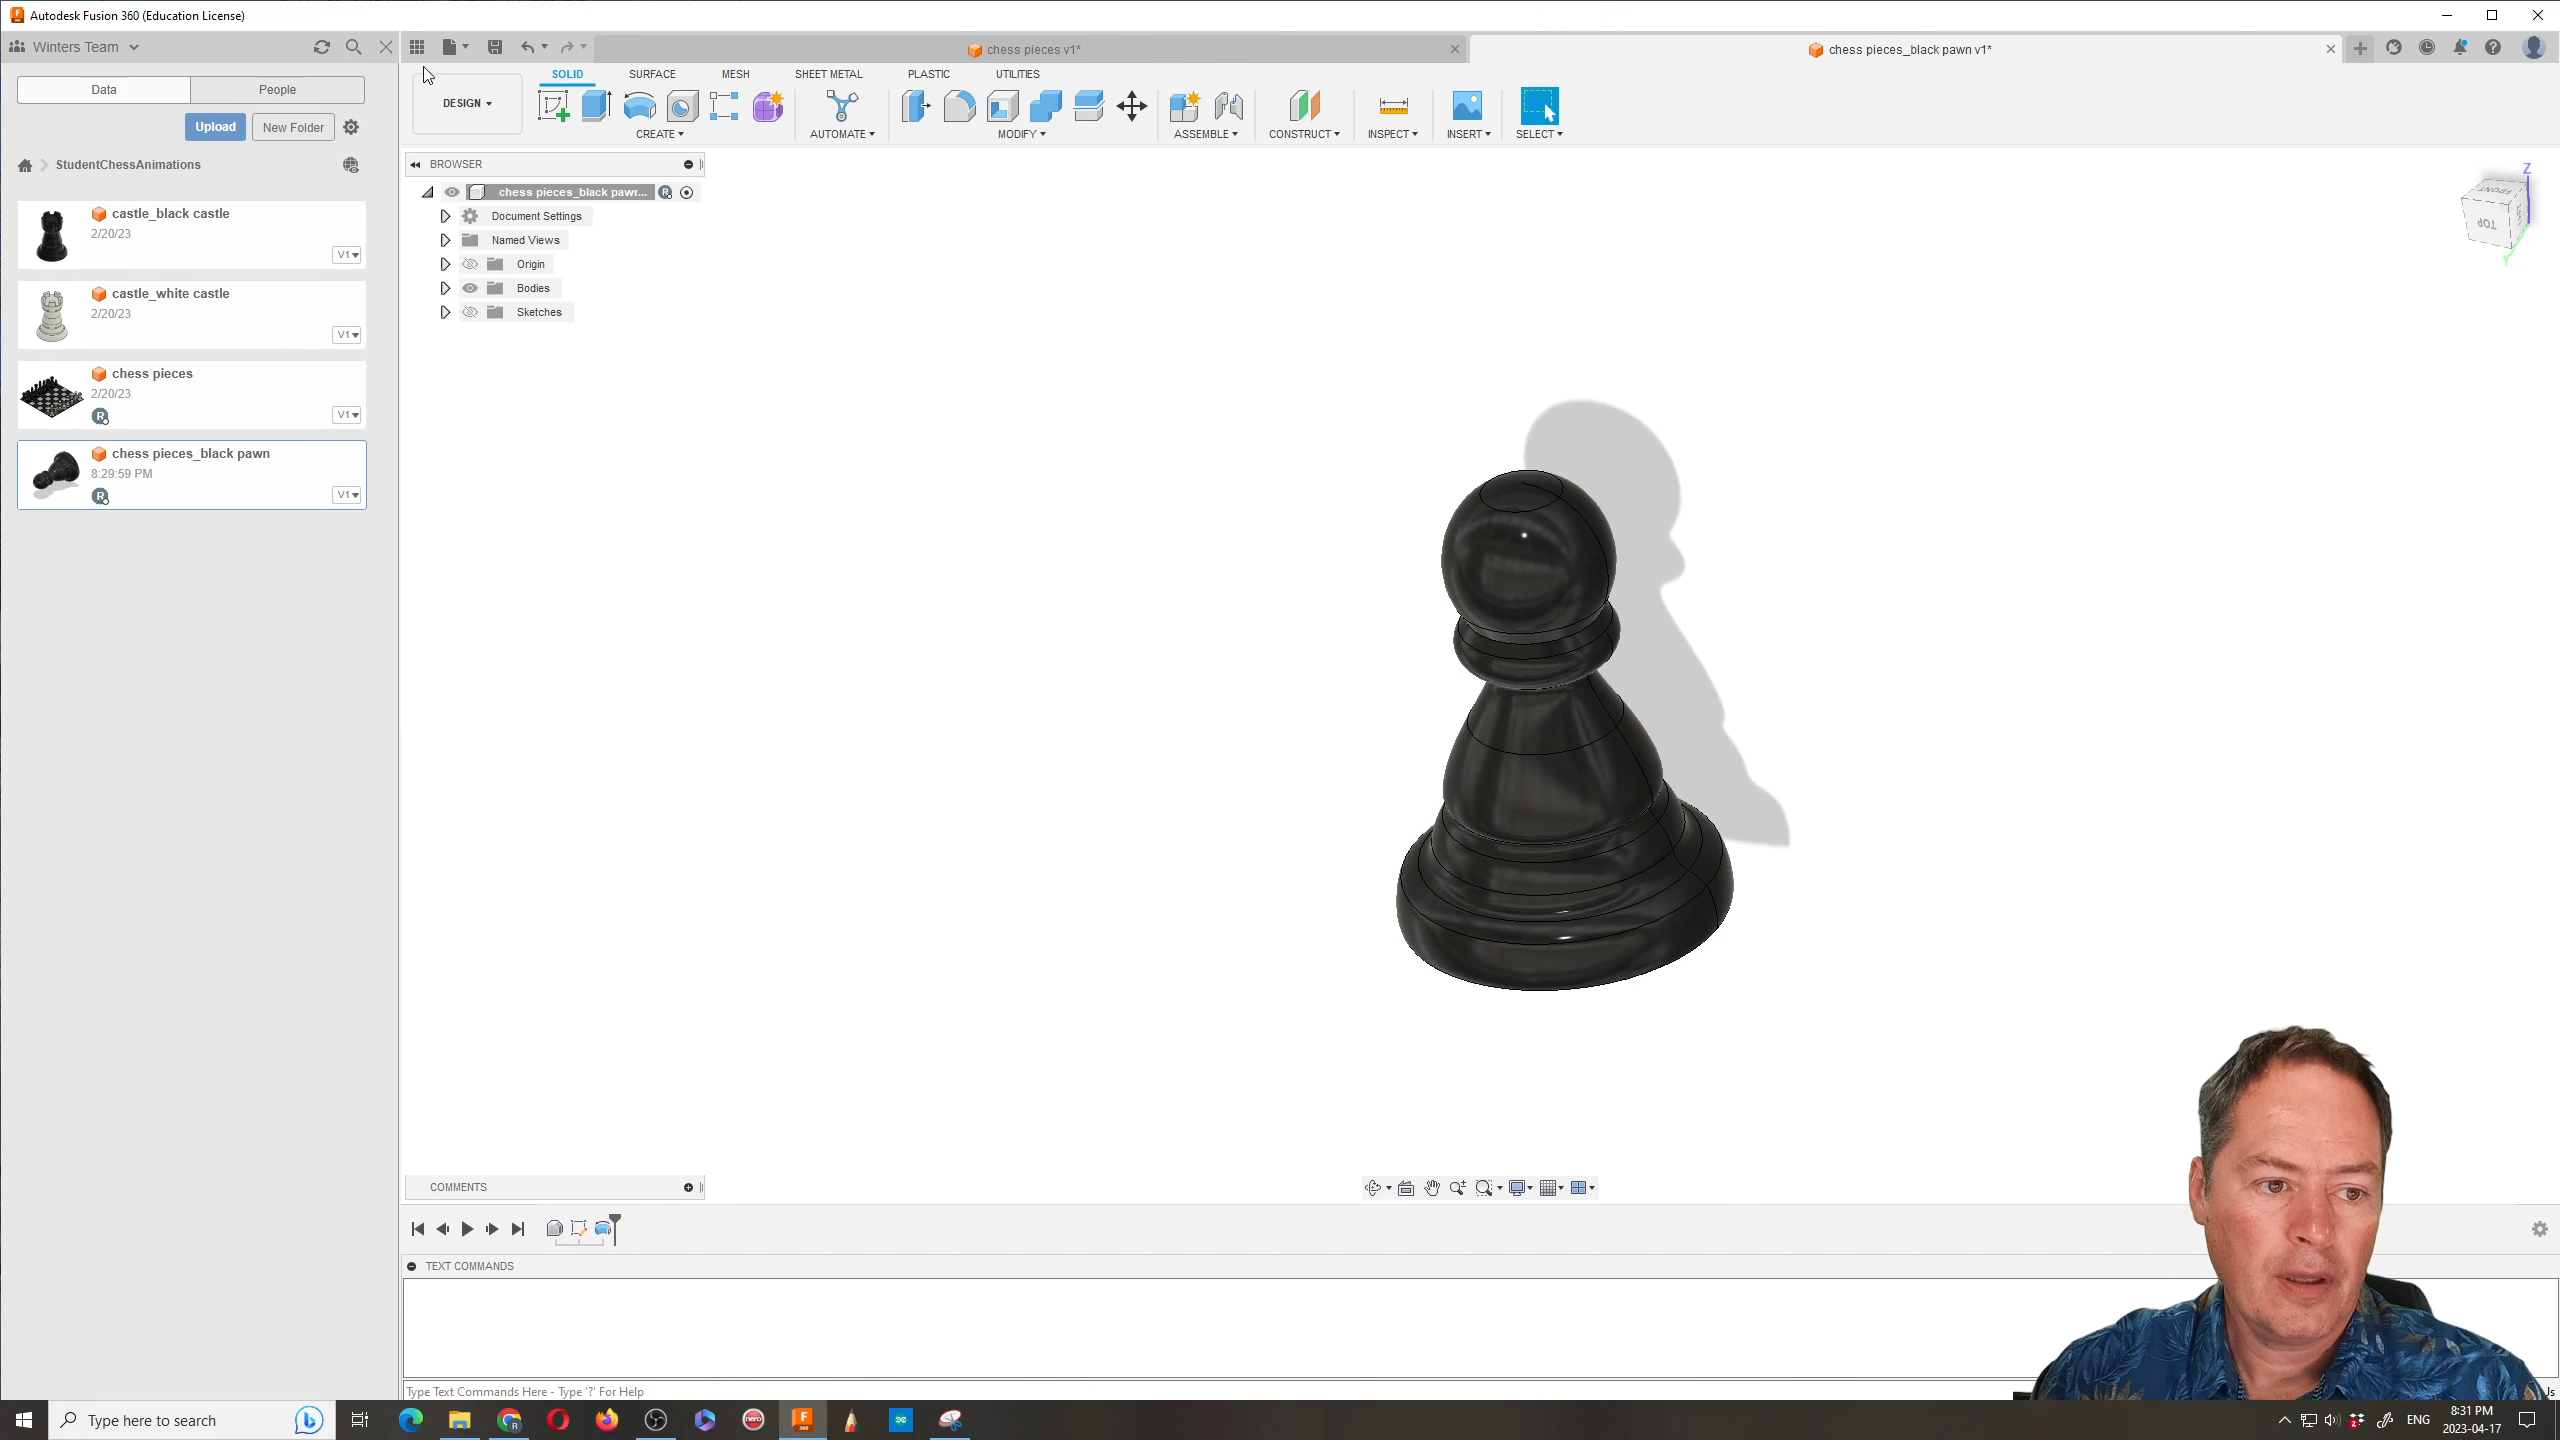 Autodesk Fusion 360 (Education License)
Winters Team
chess pieces v1*
chess pieces_black pawn v1*
Data
People
SOLID
SURFACE
MESH
SHEET METAL
PLASTIC
UTILITIES
DESIGN
CREATE
AUTOMATE
MODIFY
ASSEMBLE
CONSTRUCT
INSPECT
INSERT
SELECT
Upload
New Folder
StudentChessAnimations
castle_black castle
2/20/23
V1
castle_white castle
2/20/23
V1
chess pieces
2/20/23
R
V1
chess pieces_black pawn
8:29:59 PM
R
V1
BROWSER
chess pieces_black pawr...
R
Document Settings
Named Views
Origin
Bodies
Sketches
Z
FRONT
TOP
Y
COMMENTS
TEXT COMMANDS
Type Text Commands Here - Type '?' For Help
Type here to search
ENG
8:31 PM
2023-04-17